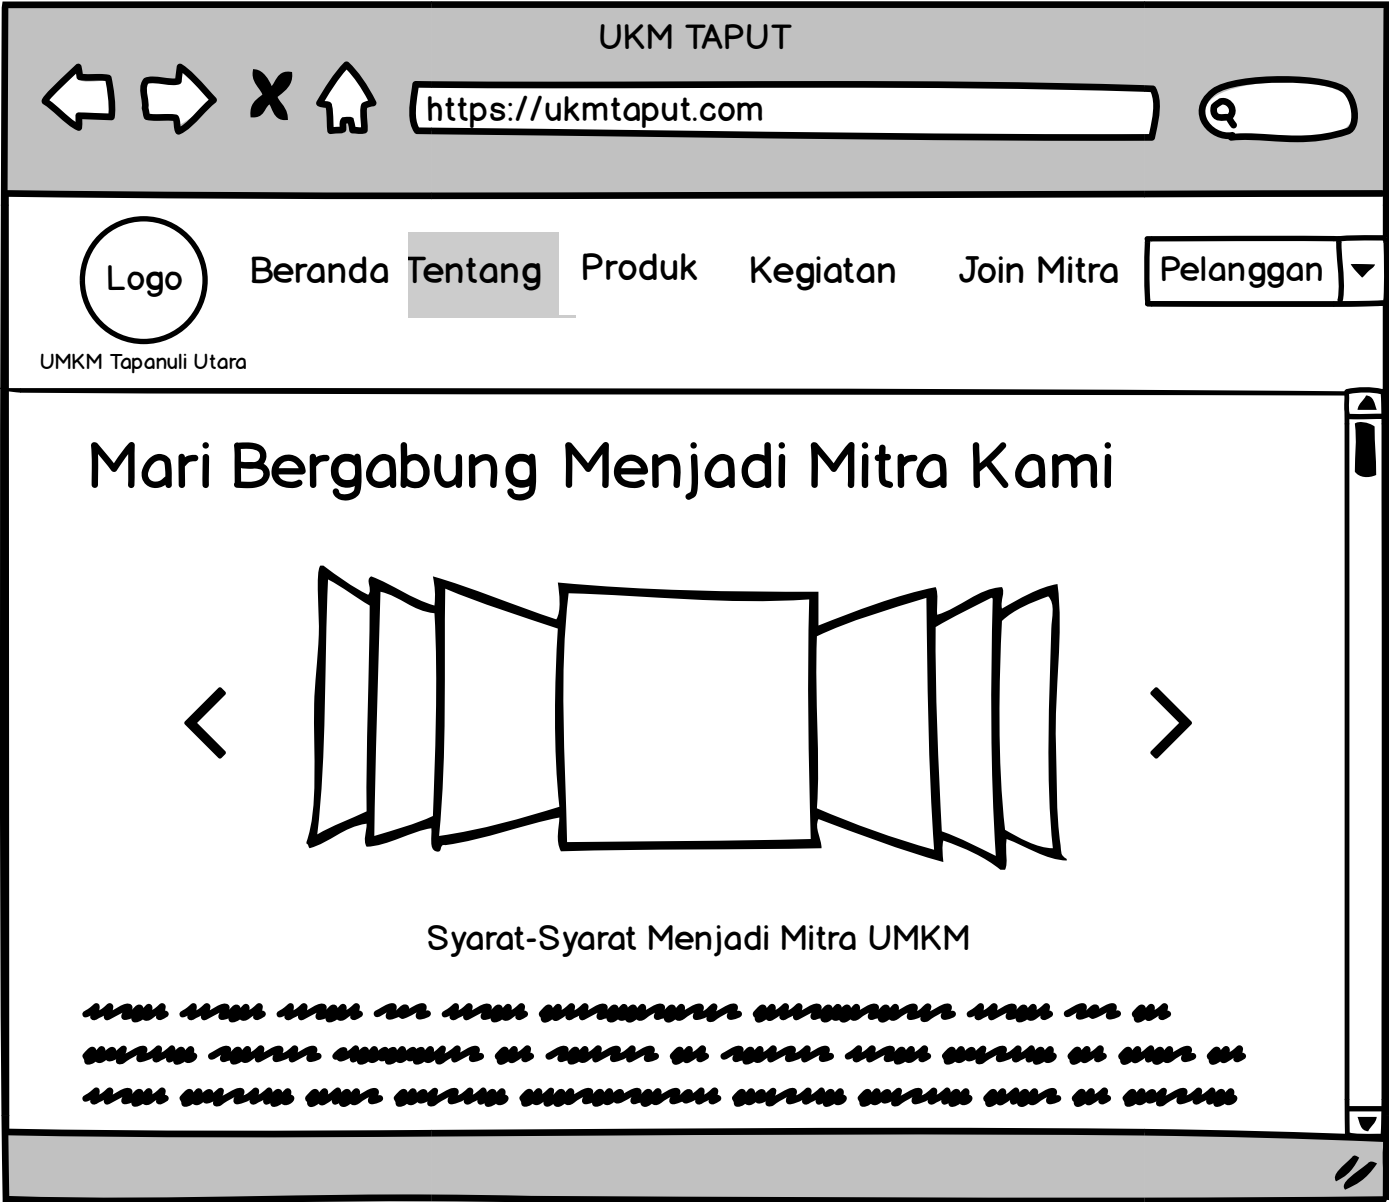 UKM TAPUT
https://ukmtaput.com
Logo
UMKM Tapanuli Utara
Beranda Tentang Produk Kegiatan Join Mitra Pelanggan
Mari Bergabung Menjadi Mitra Kami
Syarat-Syarat Menjadi Mitra UMKM